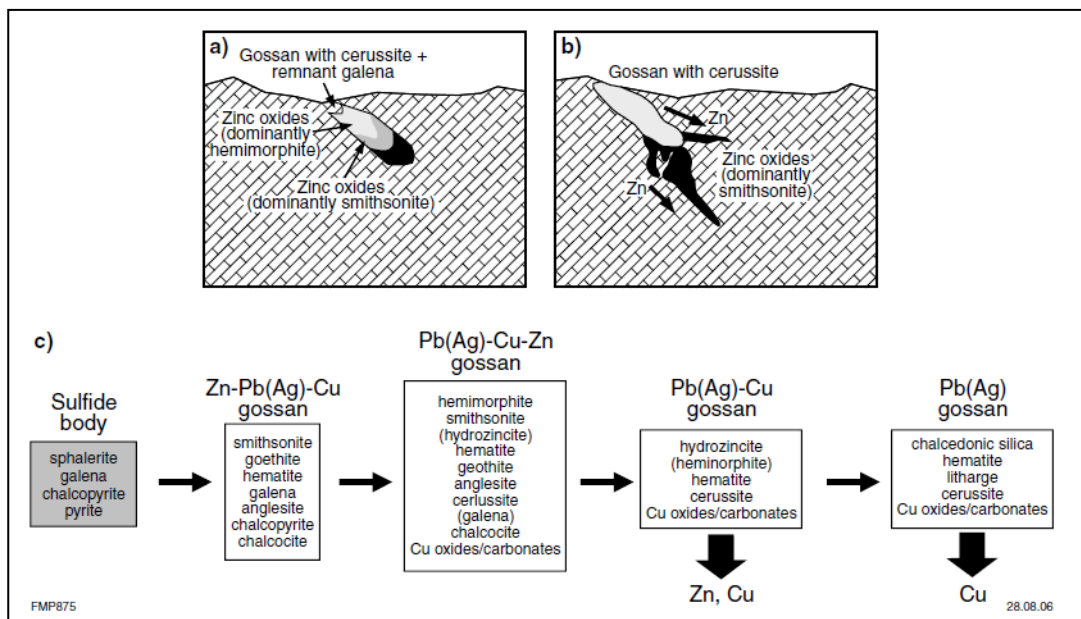 a)
Gossan with cerussite +
remnant galena
Zinc oxides
(dominantly
hemimorphite)
Zinc oxides
(dominantly smithsonite)
b)
Gossan with cerussite
Zn
Zinc oxides
(dominantly
smithsonite)
Zn
c)
Sulfide
body
sphalerite
galena
chalcopyrite
pyrite
Zn-Pb(Ag)-Cu
gossan
smithsonite
goethite
hematite
galena
anglesite
chalcopyrite
chalcocite
Pb(Ag)-Cu-Zn
gossan
hemimorphite
smithsonite
(hydrozincite)
hematite
geothite
anglesite
cerlussite
(galena)
chalcocite
Cu oxides/carbonates
Pb(Ag)-Cu
gossan
hydrozincite
(heminorphite)
hematite
cerussite
Cu oxides/carbonates
Zn, Cu
Pb(Ag)
gossan
chalcedonic silica
hematite
litharge
cerussite
Cu oxides/carbonates
Cu
FMP875
28.08.06